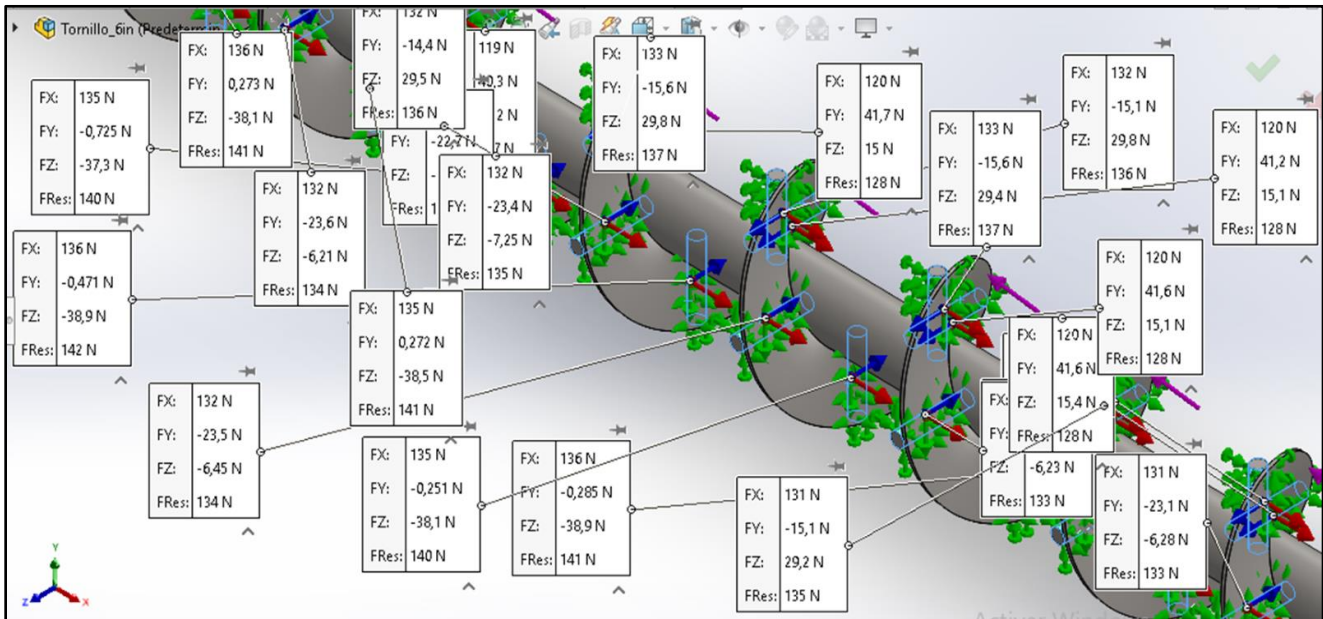 Tornillo_6in (Predetermin
FX: 135 N
FY: -0,725 N
FZ: -37,3 N
FRes: 140 N
FX: 136 N
FY: 0,273 N
FZ: -38,1 N
FRes: 141 N
FX: 132 N
FY: -14,4 N
FZ: 29,5 N
FRes: 136 N
119 N
FY: -22,7 N
FZ:
FRes:
FX: 133 N
FY: -15,6 N
FZ: 29,8 N
FRes: 137 N
FX: 120 N
FY: 41,7 N
FZ: 15 N
FRes: 128 N
FX: 133 N
FY: -15,6 N
FZ: 29,4 N
FRes: 137 N
FX: 132 N
FY: -15,1 N
FZ: 29,8 N
FRes: 136 N
FX: 120 N
FY: 41,2 N
FZ: 15,1 N
FRes: 128 N
FX: 136 N
FY: -0,471 N
FZ: -38,9 N
FRes: 142 N
FX: 132 N
FY: -23,6 N
FZ: -6,21 N
FRes: 134 N
FX: 132 N
FY: -23,4 N
FZ: -7,25 N
FRes: 135 N
FX: 135 N
FY: 0,272 N
FZ: -38,5 N
FRes: 141 N
FX: 120 N
FY: 41,6 N
FZ: 15,1 N
FRes: 128 N
FX: 120 N
FY: 41,6 N
FZ: 15,4 N
FRes: 128 N
FX:
FY:
FZ: -6,23 N
FRes: 133 N
FX: 132 N
FY: -23,5 N
FZ: -6,45 N
FRes: 134 N
FX: 135 N
FY: -0,251 N
FZ: -38,1 N
FRes: 140 N
FX: 136 N
FY: -0,285 N
FZ: -38,9 N
FRes: 141 N
FX: 131 N
FY: -15,1 N
FZ: 29,2 N
FRes: 135 N
FX: 131 N
FY: -23,1 N
FZ: -6,28 N
FRes: 133 N
Y
Z
X